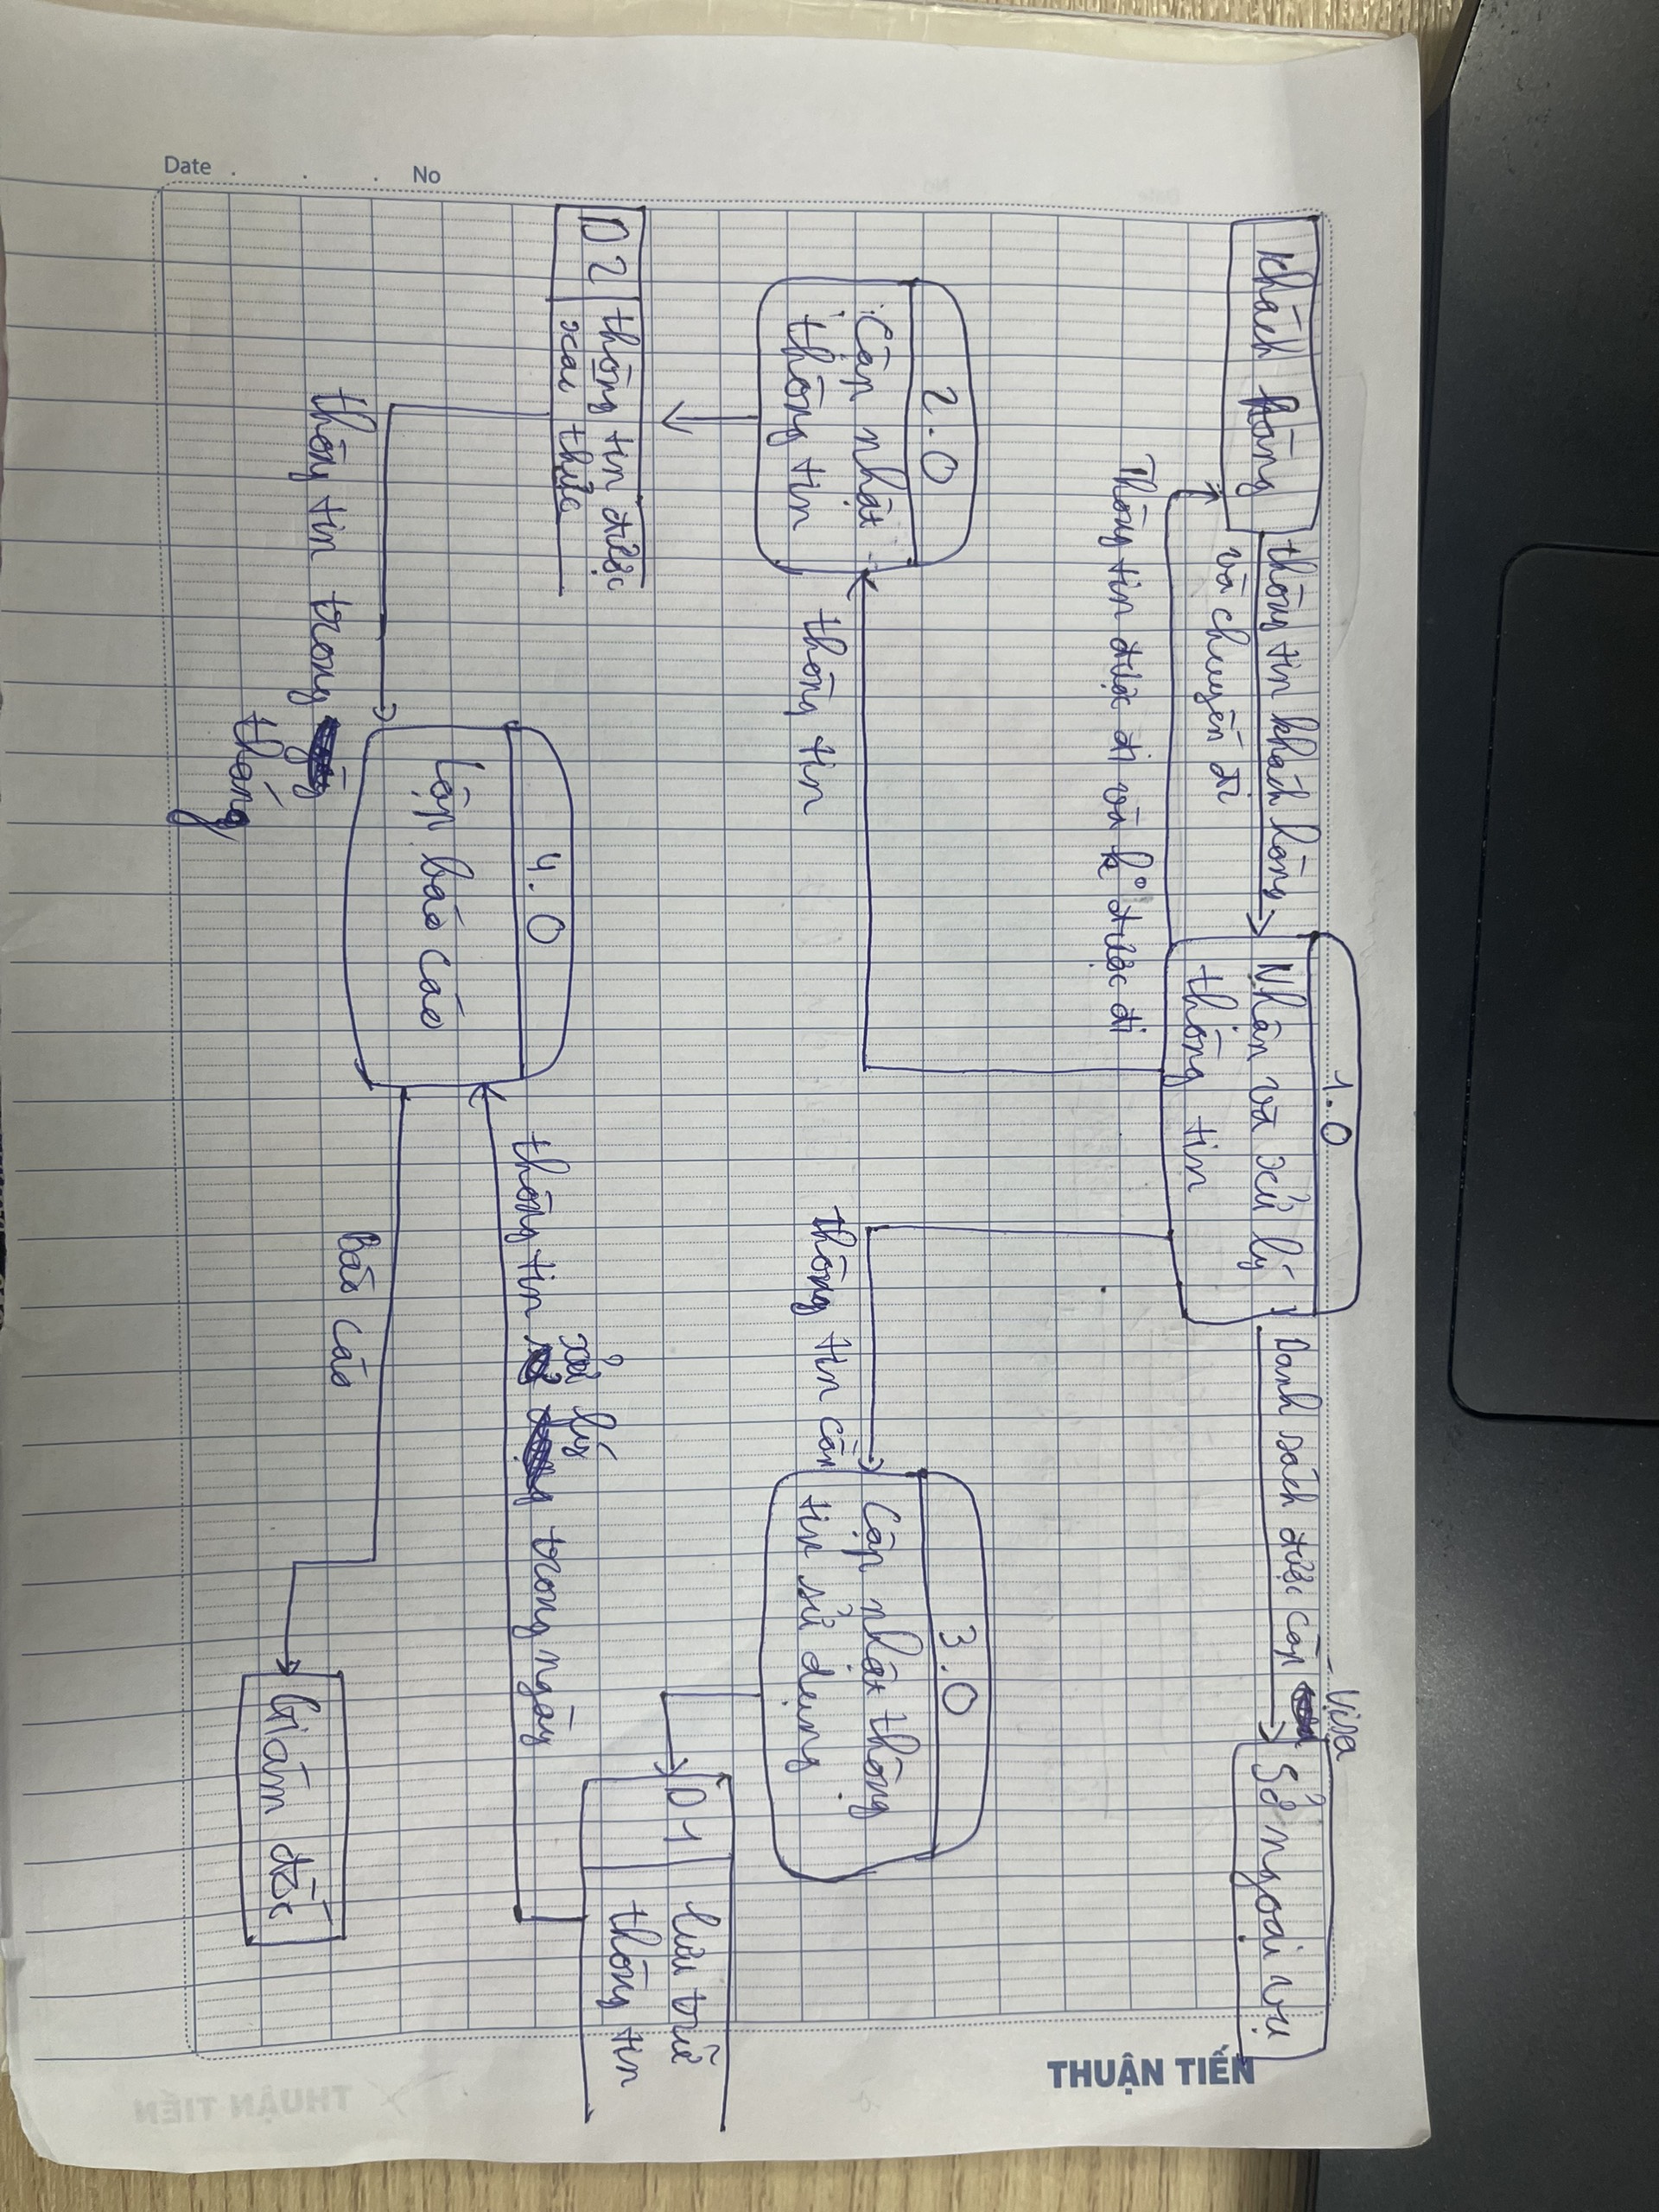 1.0
Visa
Khách hàng
thông tin khách hàng
và chuyến đi
Nhận và xử lý
thông tin
Danh sách được cấp
Sở ngoại vụ
Thông tin được đi và k° được đi
THUẬN TIẾN
2.0
Cập nhật
thông tin
thông tin
3.0
Cập nhật thông
tin sử dụng
thông tin cần
D1
lưu trữ
thông tin
D2
thông tin được
xác thực
4.0
Lập báo cáo
xử lý
thông tin trong ngày
thông tin trong
tháng
Báo cáo
Giám đốc
No
Date
THUẬN TIẾN